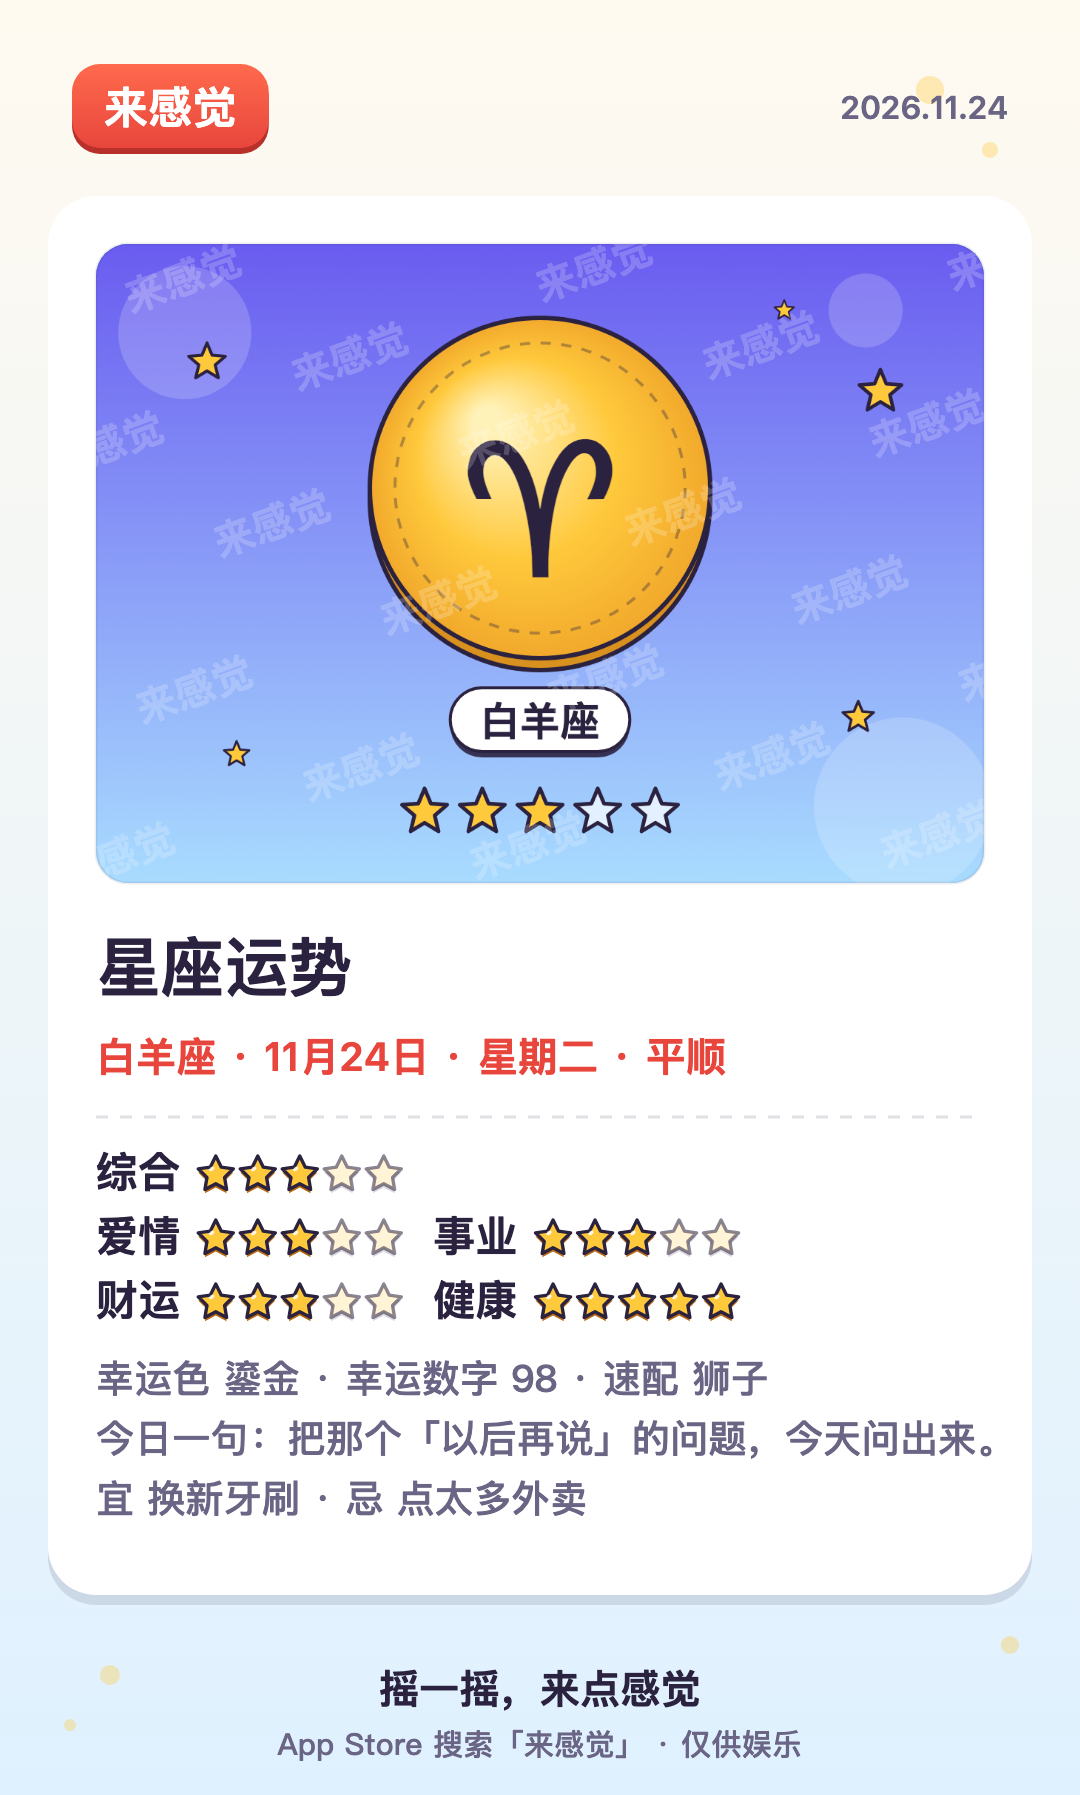 来感觉
2026.11.24
白羊座
星座运势
白羊座 · 11月24日 · 星期二 · 平顺
综合
爱情 事业
财运 健康
幸运色 鎏金 · 幸运数字 98 · 速配 狮子
今日一句：把那个「以后再说」的问题，今天问出来。
宜 换新牙刷 · 忌 点太多外卖
摇一摇，来点感觉
App Store 搜索「来感觉」 · 仅供娱乐